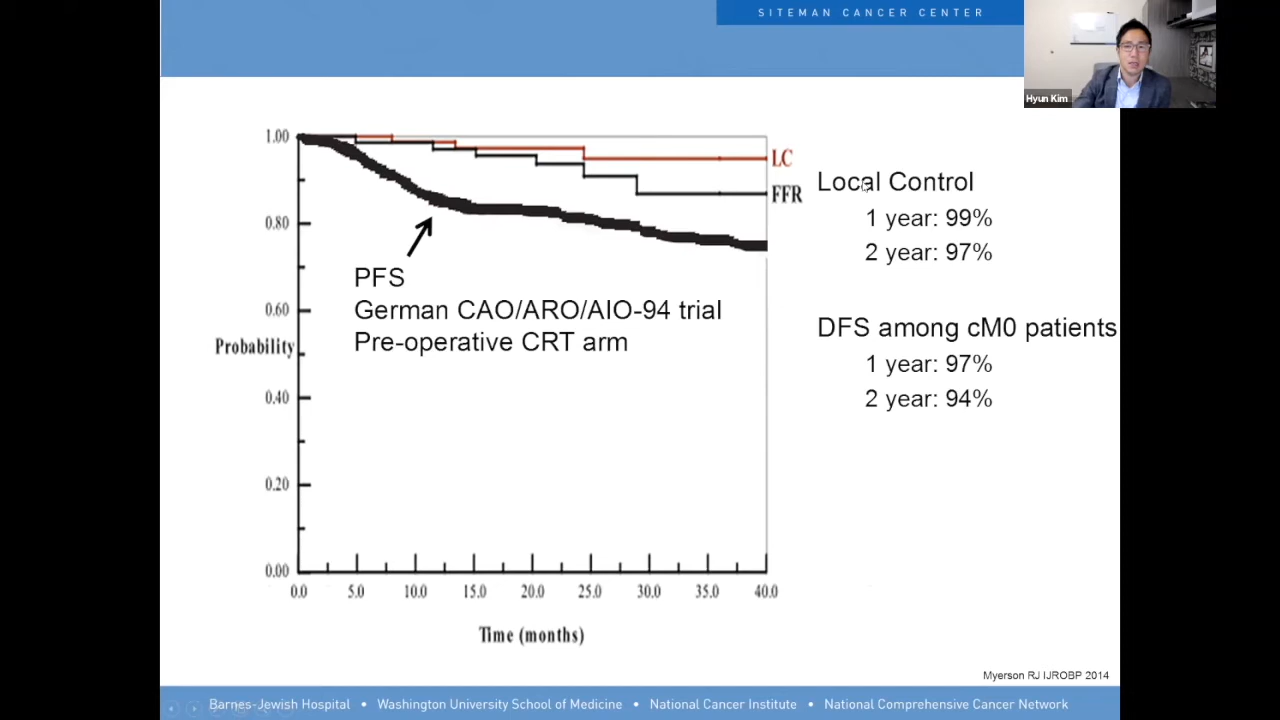 SITEMAN CANCER CENTER
Hyun Kim
1.00
0.80
0.60
0.40
0.20
0.00
Probability
0.0 5.0 10.0 15.0 20.0 25.0 30.0 35.0 40.0
Time (months)
LC
FFR
PFS
German CAO/ARO/AIO-94 trial
Pre-operative CRT arm
Local Control
1 year: 99%
2 year: 97%
DFS among cM0 patients
1 year: 97%
2 year: 94%
Myerson RJ IJROBP 2014
Barnes-Jewish Hospital • Washington University School of Medicine • National Cancer Institute • National Comprehensive Cancer Network